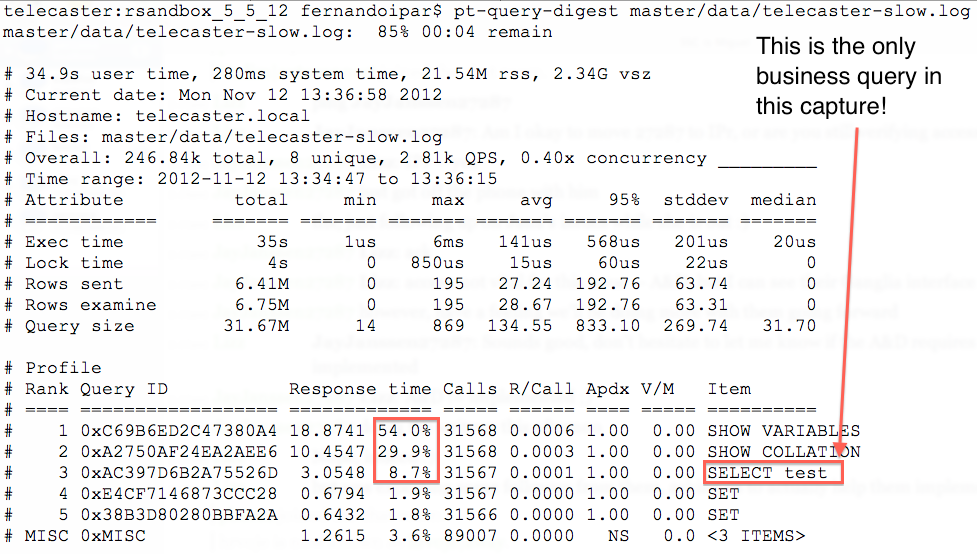 telecaster:rsandbox_5_5_12 fernandoipar$ pt-query-digest master/data/telecaster-slow.log
master/data/telecaster-slow.log:  85% 00:04 remain
This is the only
business query in
this capture!
# 34.9s user time, 280ms system time, 21.54M rss, 2.34G vsz
# Current date: Mon Nov 12 13:36:58 2012
# Hostname: telecaster.local
# Files: master/data/telecaster-slow.log
# Overall: 246.84k total, 8 unique, 2.81k QPS, 0.40x concurrency __________
# Time range: 2012-11-12 13:34:47 to 13:36:15
# Attribute          total     min     max     avg     95%  stddev  median
# ============     ======= ======= ======= ======= ======= ======= =======
# Exec time            35s     1us     6ms   141us   568us   201us    20us
# Lock time             4s       0   850us    15us    60us    22us       0
# Rows sent          6.41M       0     195   27.24  192.76   63.74       0
# Rows examine       6.75M       0     195   28.67  192.76   63.31       0
# Query size        31.67M      14     869  134.55  833.10  269.74   31.70
# Profile
# Rank Query ID           Response time Calls R/Call Apdx V/M   Item
# ==== ================== ============= ===== ====== ==== ===== ==========
#    1 0xC69B6ED2C47380A4 18.8741 54.0% 31568 0.0006 1.00  0.00 SHOW VARIABLES
#    2 0xA2750AF24EA2AEE6 10.4547 29.9% 31568 0.0003 1.00  0.00 SHOW COLLATION
#    3 0xAC397D6B2A75526D  3.0548  8.7% 31567 0.0001 1.00  0.00 SELECT test
#    4 0xE4CF7146873CCC28  0.6794  1.9% 31567 0.0000 1.00  0.00 SET
#    5 0x38B3D80280BBFA2A  0.6432  1.8% 31566 0.0000 1.00  0.00 SET
# MISC 0xMISC              1.2615  3.6% 89007 0.0000   NS   0.0 <3 ITEMS>